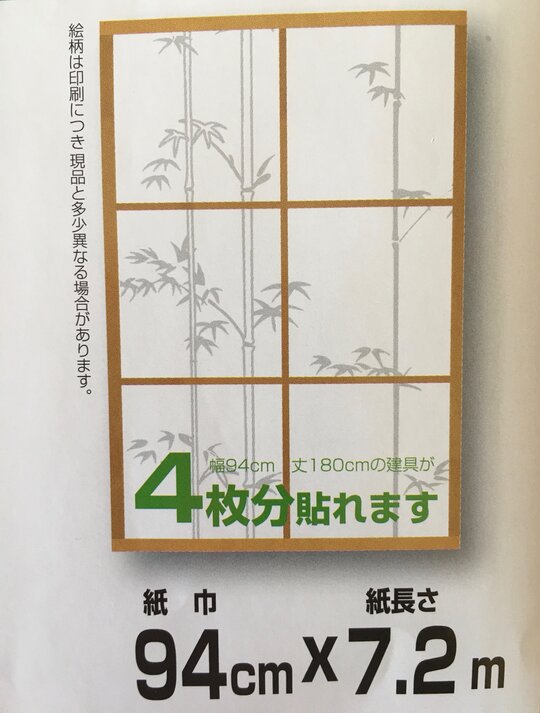 絵柄は印刷につき 現品と多少異なる場合があります。
幅94cm 丈180cmの建具が
4枚分貼れます
紙巾 紙長さ
94cm×7.2m